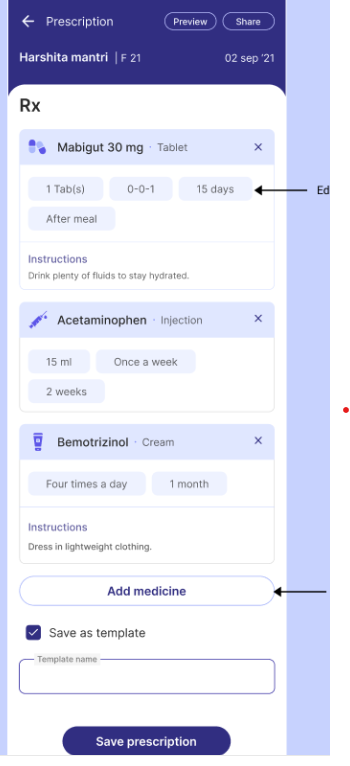 Prescription Preview Share
Harshita mantri | F 21 02 sep '21
Rx
Mabigut 30 mg · Tablet
1 Tab(s) 0-0-1 15 days
After meal
Ed
Instructions
Drink plenty of fluids to stay hydrated.
Acetaminophen · Injection
15 ml Once a week
2 weeks
Bemotrizinol · Cream
Four times a day 1 month
Instructions
Dress in lightweight clothing.
Add medicine
Save as template
Template name
Save prescription